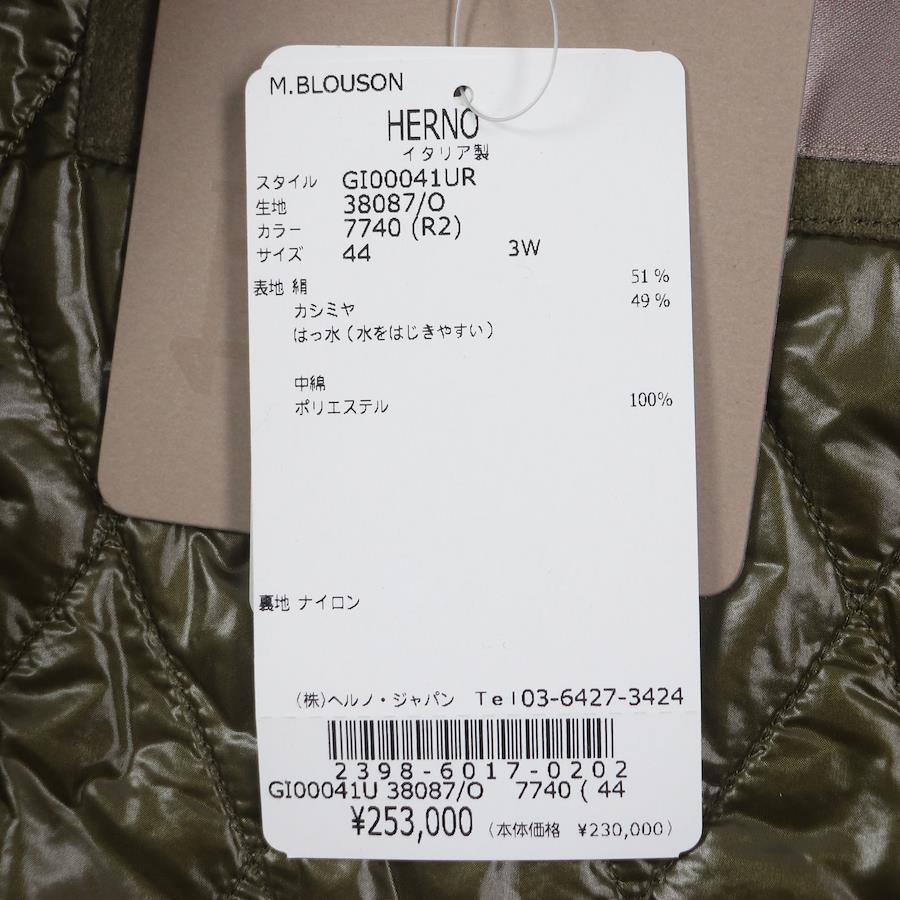 M.BLOUSON
HERNO
イタリア製
スタイル GI00041UR
生地 38087/O
カラー 7740 (R2)
サイズ 44 3W
表地 絹 51%
カシミヤ 49%
はっ水(水をはじきやすい)
中綿
ポリエステル 100%
裏地 ナイロン
(株)ヘルノ・ジャパン Tel03-6427-3424
2398-6017-0202
GI00041U 38087/O 7740 ( 44
¥253,000 (本体価格 ¥230,000)